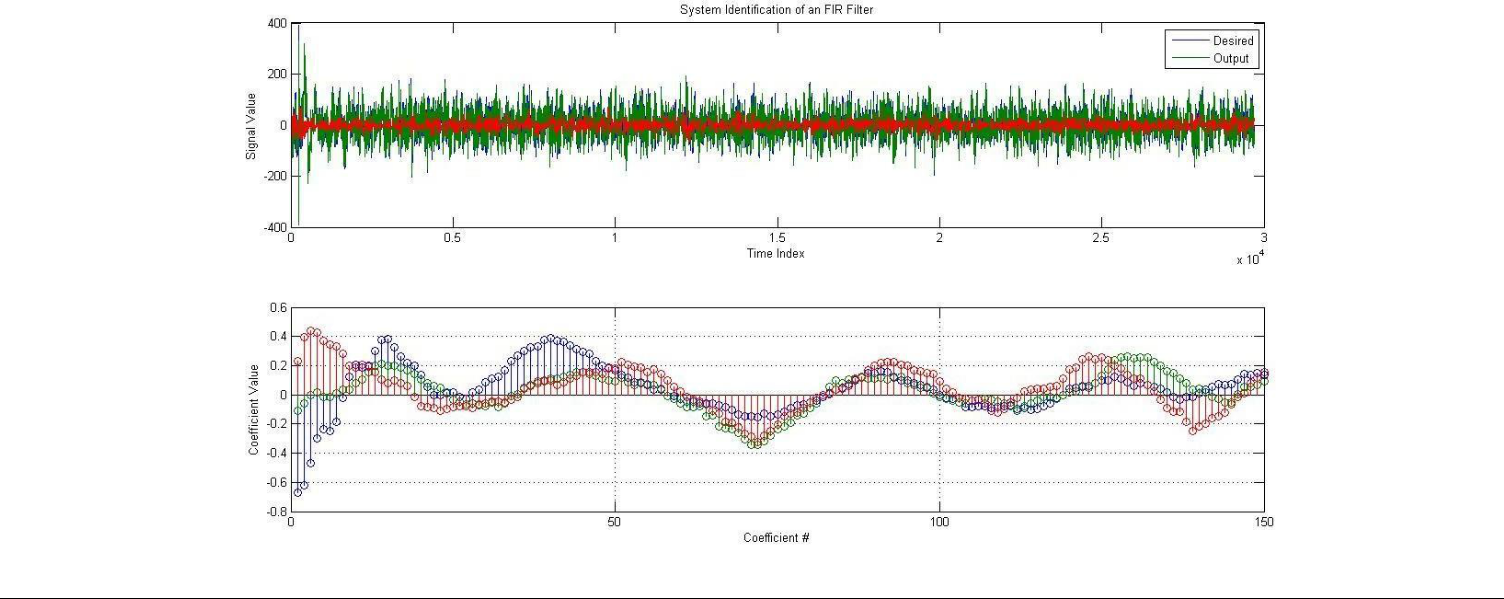 System Identification of an FIR Filter
400
200
0
-200
-400
Signal Value
Desired
Output
0 0.5 1 1.5 2 2.5 3
Time Index
x 10^4
0.6
0.4
0.2
0
-0.2
-0.4
-0.6
-0.8
Coefficient Value
0 50 100 150
Coefficient #